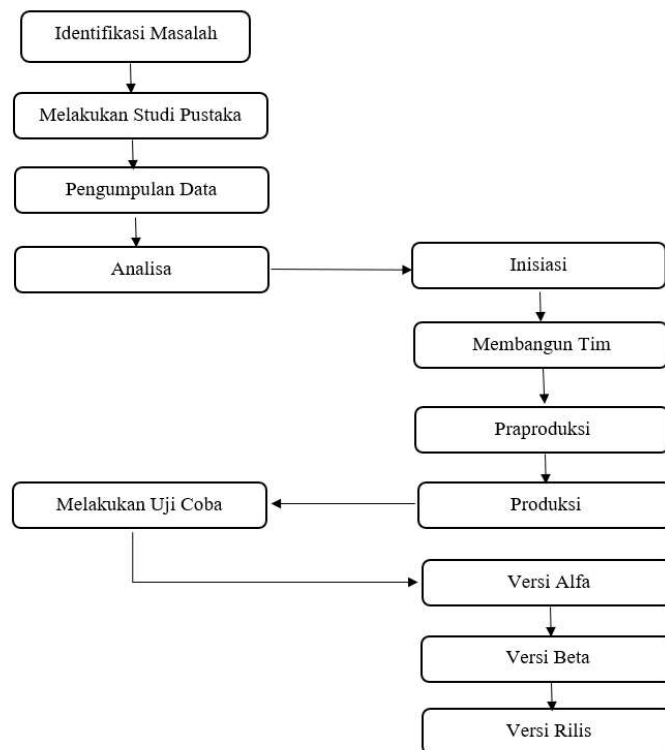 Identifikasi Masalah
Melakukan Studi Pustaka
Pengumpulan Data
Analisa
Inisiasi
Membangun Tim
Praproduksi
Produksi
Melakukan Uji Coba
Versi Alfa
Versi Beta
Versi Rilis